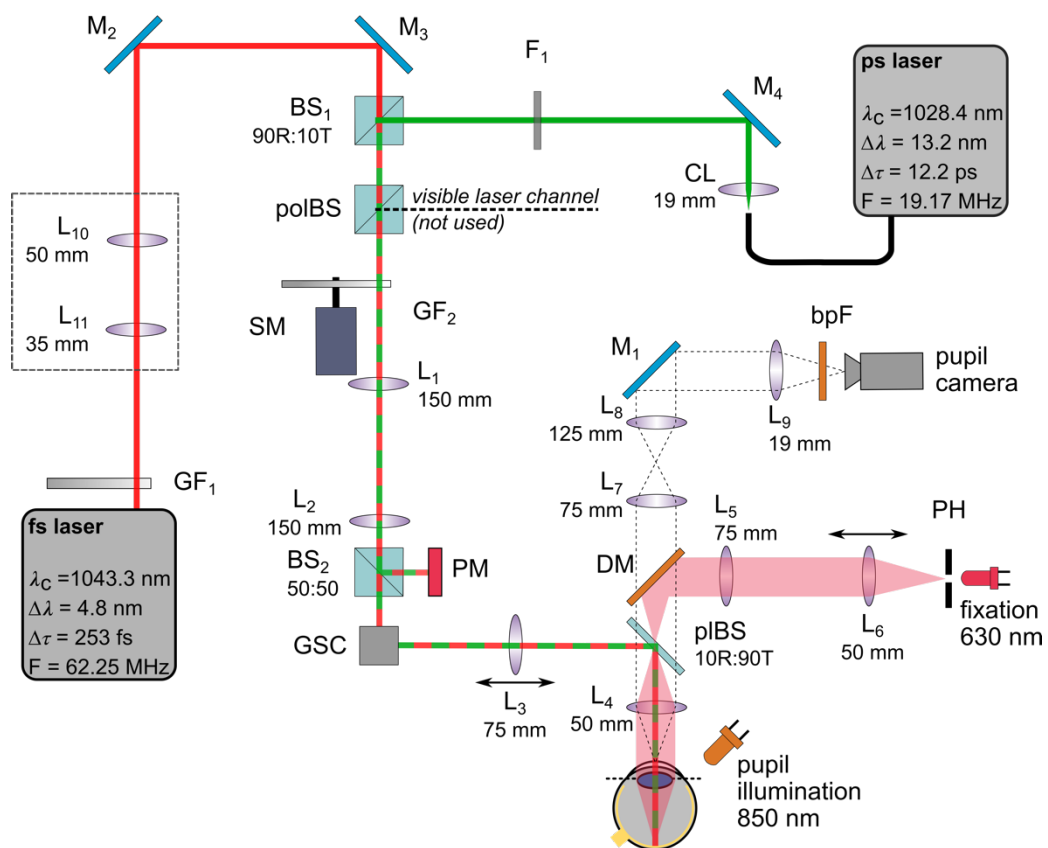 M₂
M₃
F₁
M₄
ps laser
λ_C =1028.4 nm
Δλ = 13.2 nm
Δτ = 12.2 ps
F = 19.17 MHz
BS₁
90R:10T
CL
19 mm
polBS
visible laser channel
(not used)
L₁₀
50 mm
L₁₁
35 mm
SM
GF₂
L₁
150 mm
M₁
bpF
pupil
camera
L₈
125 mm
L₉
19 mm
GF₁
fs laser
λ_C =1043.3 nm
Δλ = 4.8 nm
Δτ = 253 fs
F = 62.25 MHz
L₂
150 mm
BS₂
50:50
PM
L₇
75 mm
L₅
75 mm
PH
DM
fixation
630 nm
L₆
50 mm
GSC
plBS
10R:90T
L₃
75 mm
L₄
50 mm
pupil
illumination
850 nm